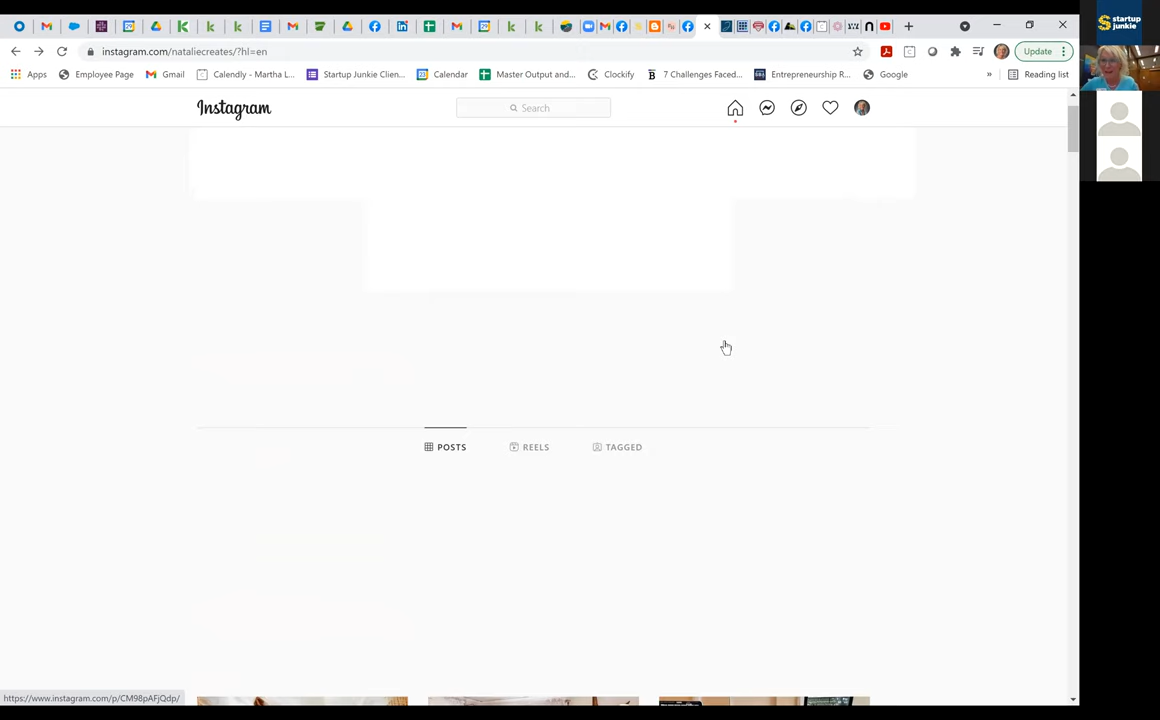 instagram.com/nataliecreates/?hl=en
Update
startup
junkie
Apps
Employee Page
Gmail
Calendly - Martha L...
Startup Junkie Clien...
Calendar
Master Output and...
Clockify
7 Challenges Faced...
Entrepreneurship R...
Google
»
Reading list
Instagram
Search
POSTS
REELS
TAGGED
https://www.instagram.com/p/CM98pAFjQdp/